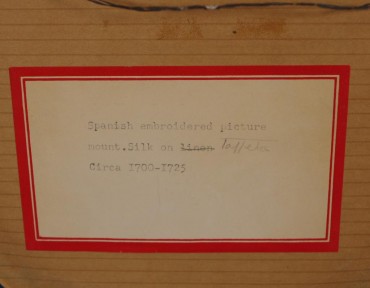 Spanish embroidered picture
mount.Silk on linen taffeta
Circa 1700-1725